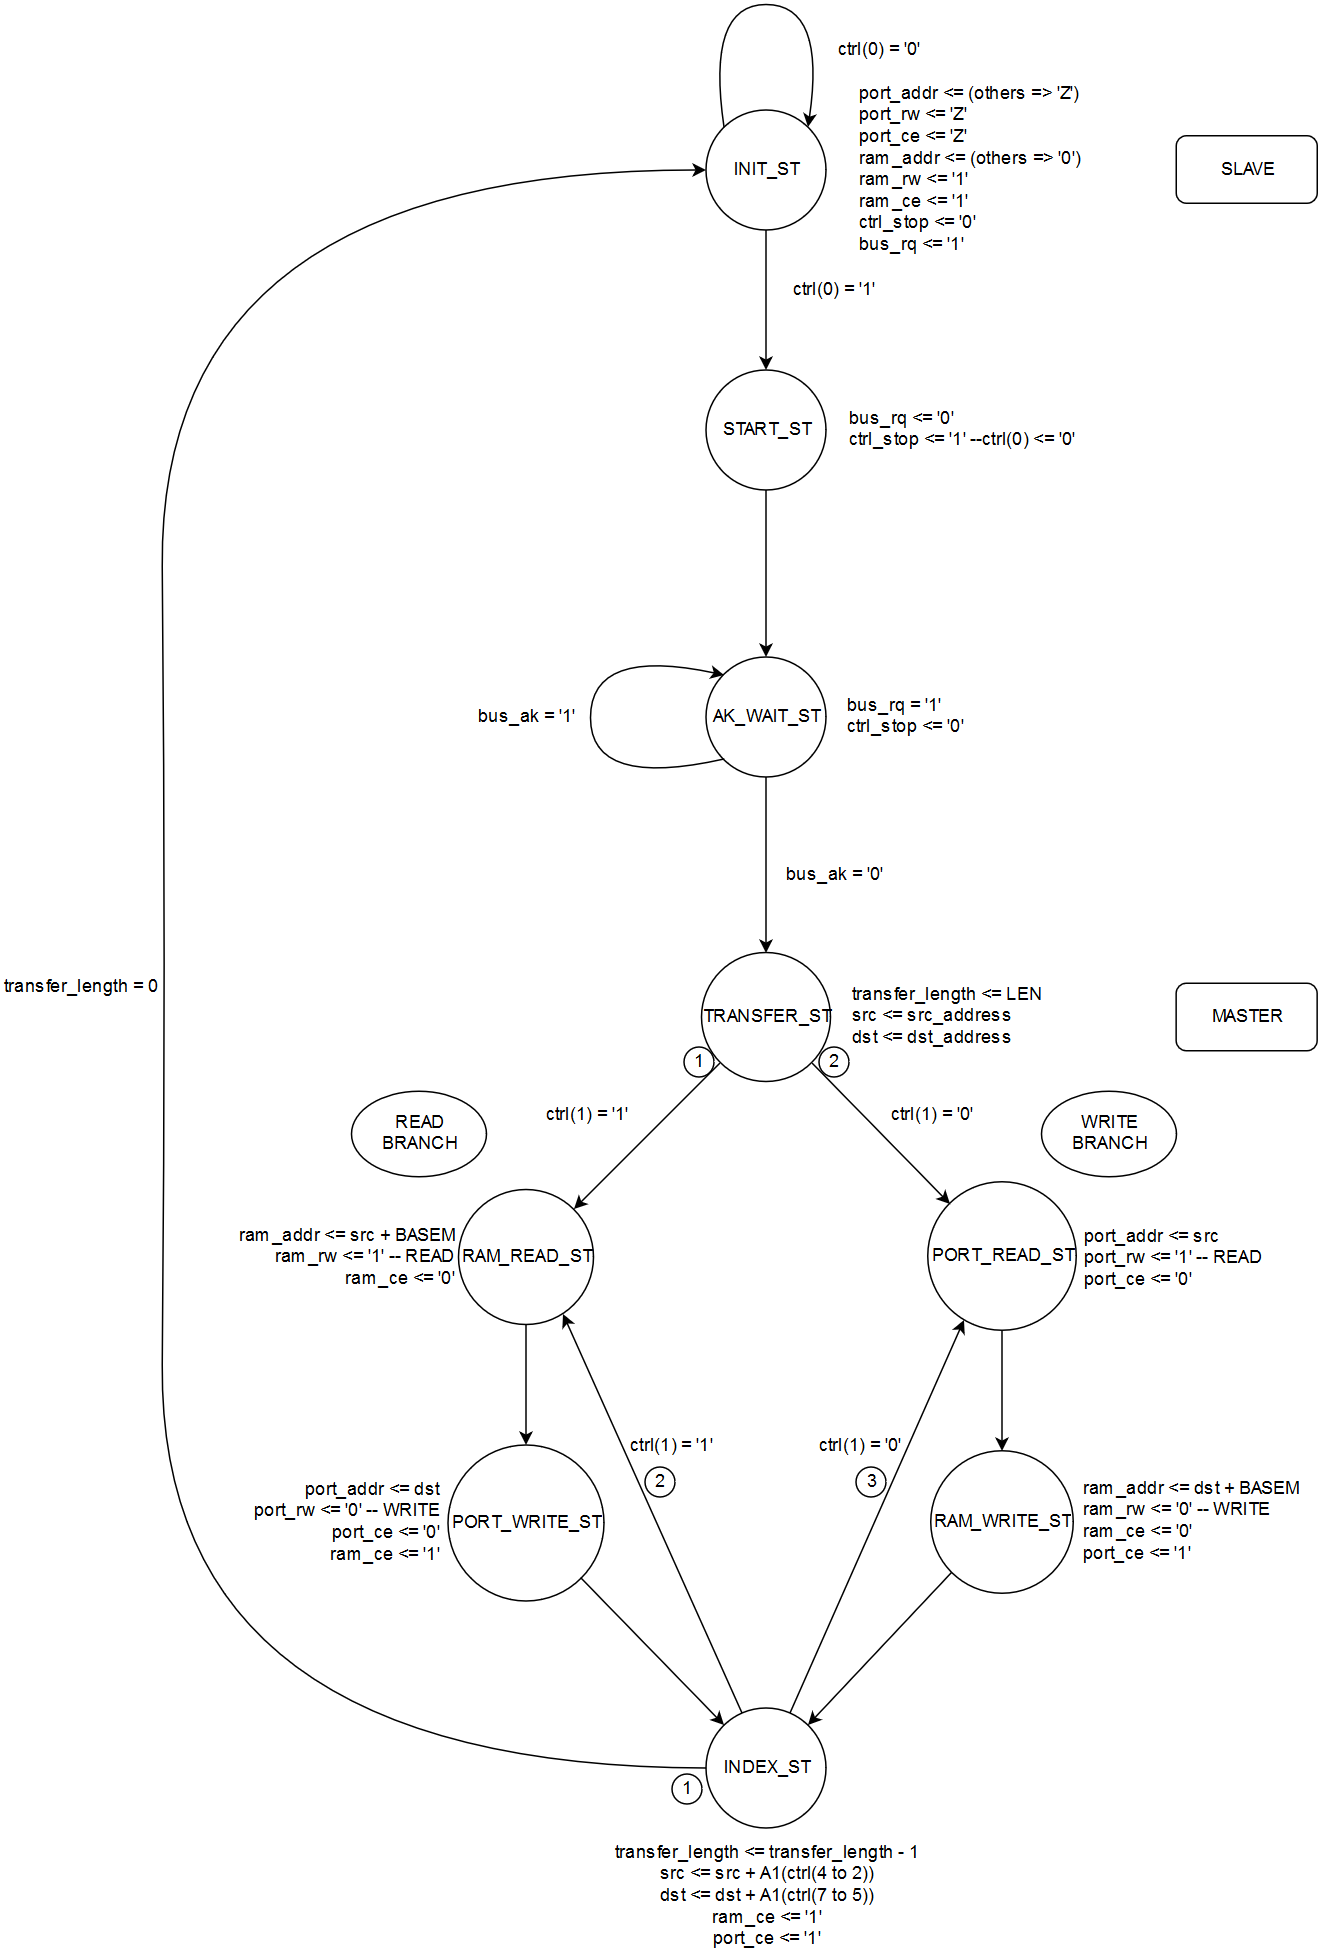 ctrl(0) = '0'
port_addr <= (others => 'Z')
port_rw <= 'Z'
port_ce <= 'Z'
ram_addr <= (others => '0')
ram_rw <= '1'
ram_ce <= '1'
ctrl_stop <= '0'
bus_rq <= '1'
INIT_ST
SLAVE
ctrl(0) = '1'
START_ST
bus_rq <= '0'
ctrl_stop <= '1' --ctrl(0) <= '0'
bus_ak = '1'
AK_WAIT_ST
bus_rq = '1'
ctrl_stop <= '0'
bus_ak = '0'
transfer_length = 0
TRANSFER_ST
transfer_length <= LEN
src <= src_address
dst <= dst_address
MASTER
1
2
ctrl(1) = '1'
ctrl(1) = '0'
READ
BRANCH
WRITE
BRANCH
ram_addr <= src + BASEM
ram_rw <= '1' -- READ
ram_ce <= '0'
RAM_READ_ST
PORT_READ_ST
port_addr <= src
port_rw <= '1' -- READ
port_ce <= '0'
ctrl(1) = '1'
2
ctrl(1) = '0'
3
port_addr <= dst
port_rw <= '0' -- WRITE
port_ce <= '0'
ram_ce <= '1'
PORT_WRITE_ST
RAM_WRITE_ST
ram_addr <= dst + BASEM
ram_rw <= '0' -- WRITE
ram_ce <= '0'
port_ce <= '1'
INDEX_ST
1
transfer_length <= transfer_length - 1
src <= src + A1(ctrl(4 to 2))
dst <= dst + A1(ctrl(7 to 5))
ram_ce <= '1'
port_ce <= '1'